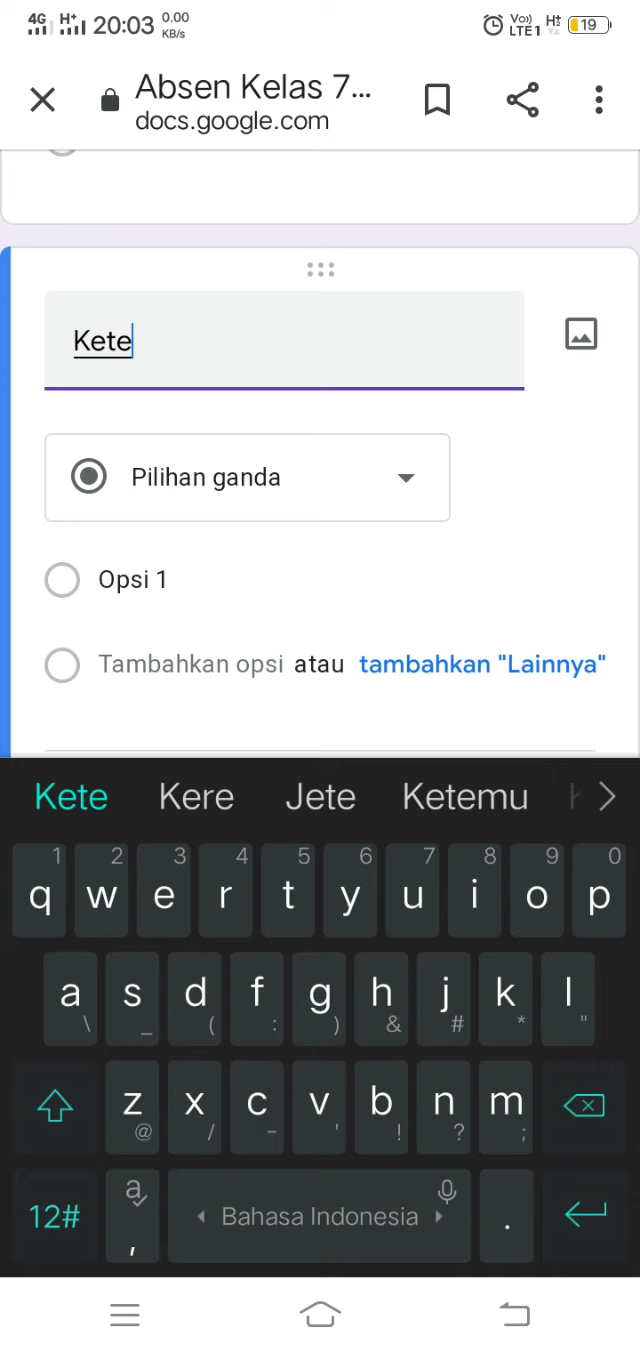 4G H+ 20:03 0.00 KB/s Vo)) LTE1 H± 19
Absen Kelas 7...
docs.google.com
Kete
Pilihan ganda
Opsi 1
Tambahkan opsi atau tambahkan "Lainnya"
Kete Kere Jete Ketemu
1 2 3 4 5 6 7 8 9 0
q w e r t y u i o p
a s d f g h j k l
\ _ ( : ) & # * "
z x c v b n m
@ / - ' ! ? ;
12# a , Bahasa Indonesia .